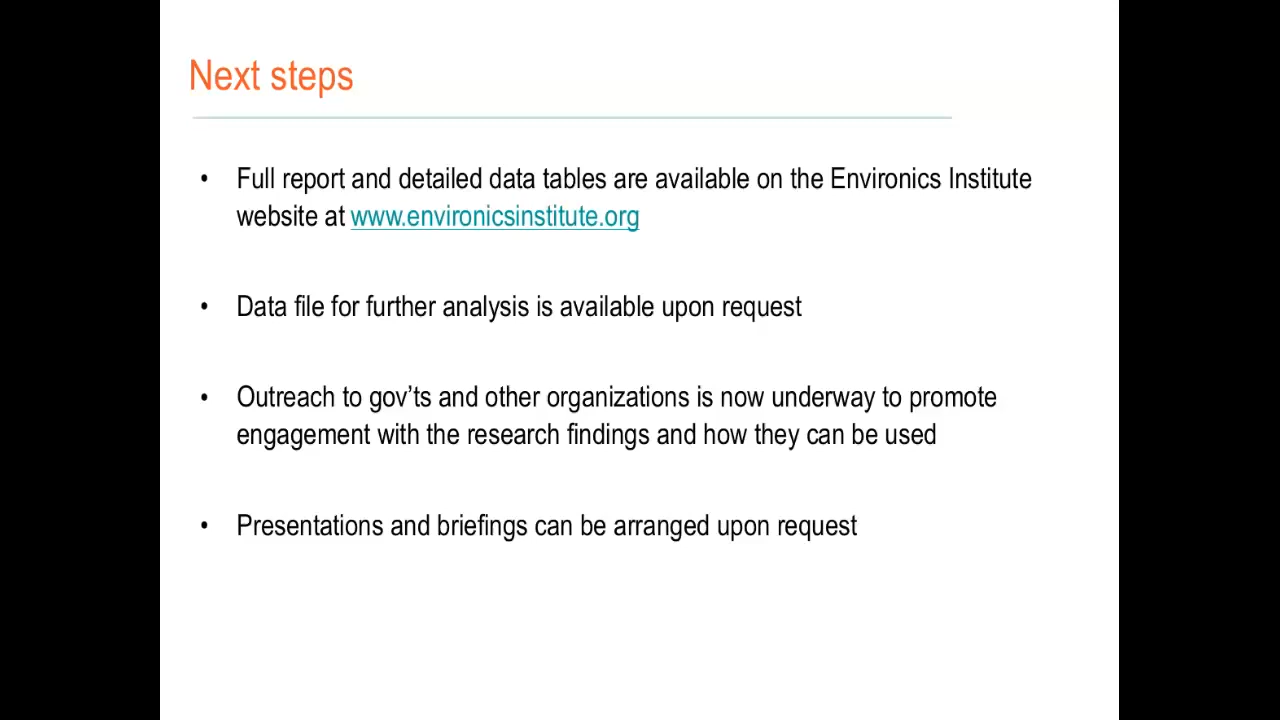 Next steps
• Full report and detailed data tables are available on the Environics Institute
website at www.environicsinstitute.org
• Data file for further analysis is available upon request
• Outreach to gov’ts and other organizations is now underway to promote
engagement with the research findings and how they can be used
• Presentations and briefings can be arranged upon request